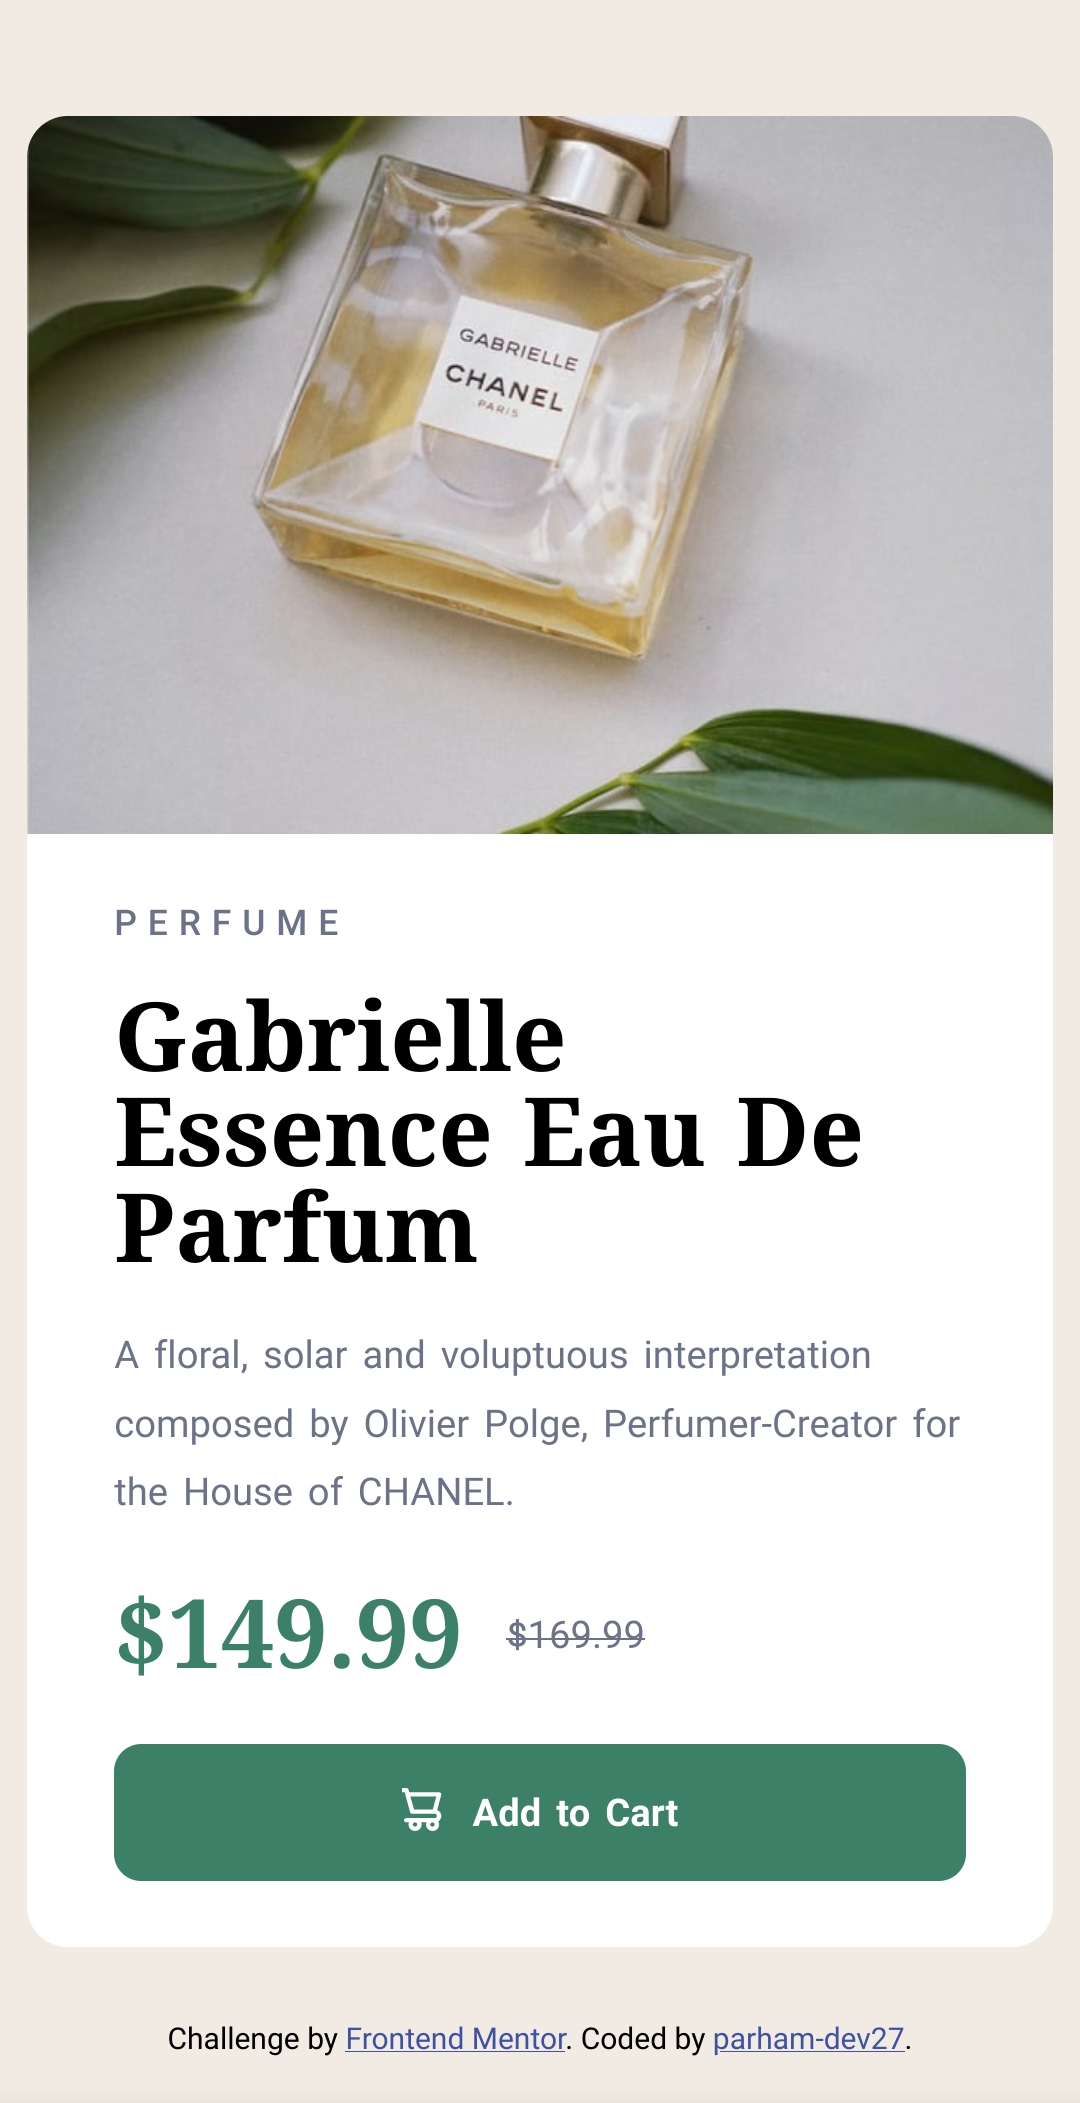 GABRIELLE
CHANEL
PARIS
PERFUME
Gabrielle
Essence Eau De
Parfum
A floral, solar and voluptuous interpretation
composed by Olivier Polge, Perfumer-Creator for
the House of CHANEL.
$149.99 $169.99
Add to Cart
Challenge by Frontend Mentor. Coded by parham-dev27.